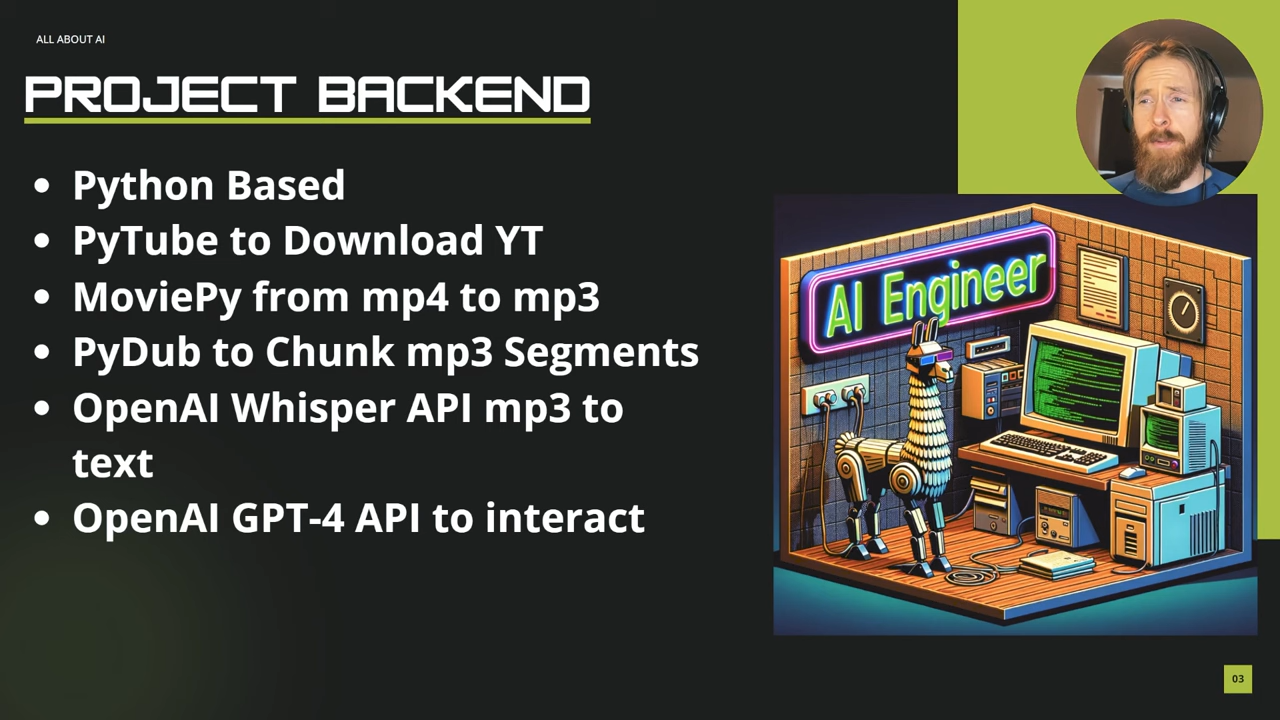 ALL ABOUT AI
PROJECT BACKEND
• Python Based
• PyTube to Download YT
• MoviePy from mp4 to mp3
• PyDub to Chunk mp3 Segments
• OpenAI Whisper API mp3 to
text
• OpenAI GPT-4 API to interact
AI Engineer
03